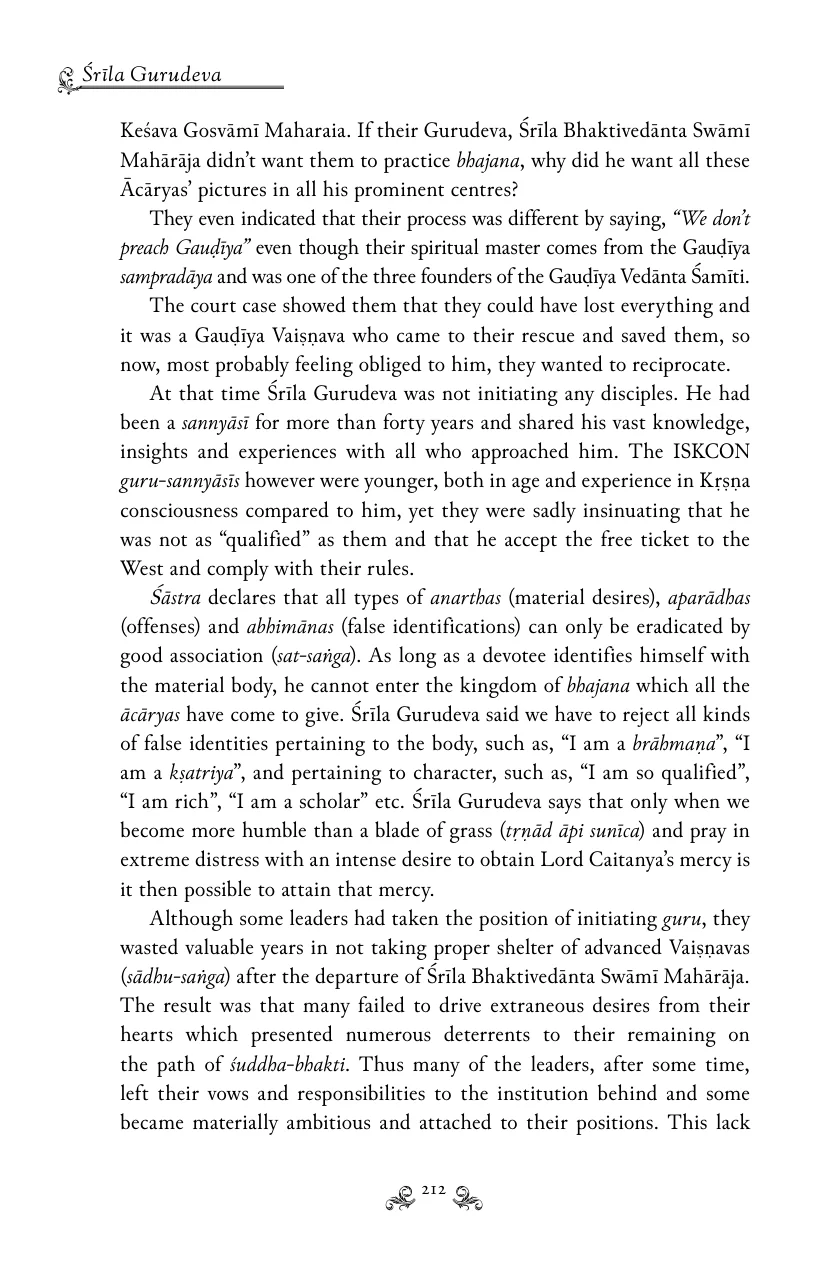 Śrīla Gurudeva
Keśava Gosvāmī Maharaia. If their Gurudeva, Śrīla Bhaktivedānta Swāmī
Mahārāja didn’t want them to practice bhajana, why did he want all these
Ācāryas’ pictures in all his prominent centres?
They even indicated that their process was different by saying, “We don’t
preach Gauḍīya” even though their spiritual master comes from the Gauḍīya
sampradāya and was one of the three founders of the Gauḍīya Vedānta Śamīti.
The court case showed them that they could have lost everything and
it was a Gauḍīya Vaiṣṇava who came to their rescue and saved them, so
now, most probably feeling obliged to him, they wanted to reciprocate.
At that time Śrīla Gurudeva was not initiating any disciples. He had
been a sannyāsī for more than forty years and shared his vast knowledge,
insights and experiences with all who approached him. The ISKCON
guru-sannyāsīs however were younger, both in age and experience in Kṛṣṇa
consciousness compared to him, yet they were sadly insinuating that he
was not as “qualified” as them and that he accept the free ticket to the
West and comply with their rules.
Śāstra declares that all types of anarthas (material desires), aparādhas
(offenses) and abhimānas (false identifications) can only be eradicated by
good association (sat-saṅga). As long as a devotee identifies himself with
the material body, he cannot enter the kingdom of bhajana which all the
ācāryas have come to give. Śrīla Gurudeva said we have to reject all kinds
of false identities pertaining to the body, such as, “I am a brāhmaṇa”, “I
am a kṣatriya”, and pertaining to character, such as, “I am so qualified”,
“I am rich”, “I am a scholar” etc. Śrīla Gurudeva says that only when we
become more humble than a blade of grass (tṛṇād āpi sunīca) and pray in
extreme distress with an intense desire to obtain Lord Caitanya’s mercy is
it then possible to attain that mercy.
Although some leaders had taken the position of initiating guru, they
wasted valuable years in not taking proper shelter of advanced Vaiṣṇavas
(sādhu-saṅga) after the departure of Śrīla Bhaktivedānta Swāmī Mahārāja.
The result was that many failed to drive extraneous desires from their
hearts which presented numerous deterrents to their remaining on
the path of śuddha-bhakti. Thus many of the leaders, after some time,
left their vows and responsibilities to the institution behind and some
became materially ambitious and attached to their positions. This lack
212